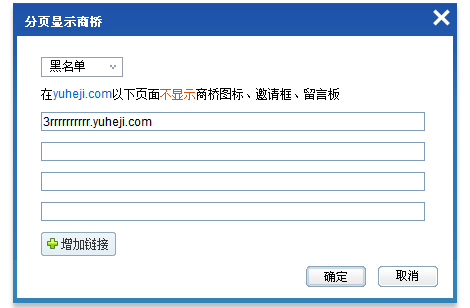 分页显示商桥
黑名单
在yuheji.com以下页面不显示商桥图标、邀请框、留言板
3rrrrrrrrrr.yuheji.com
增加链接
确定 取消